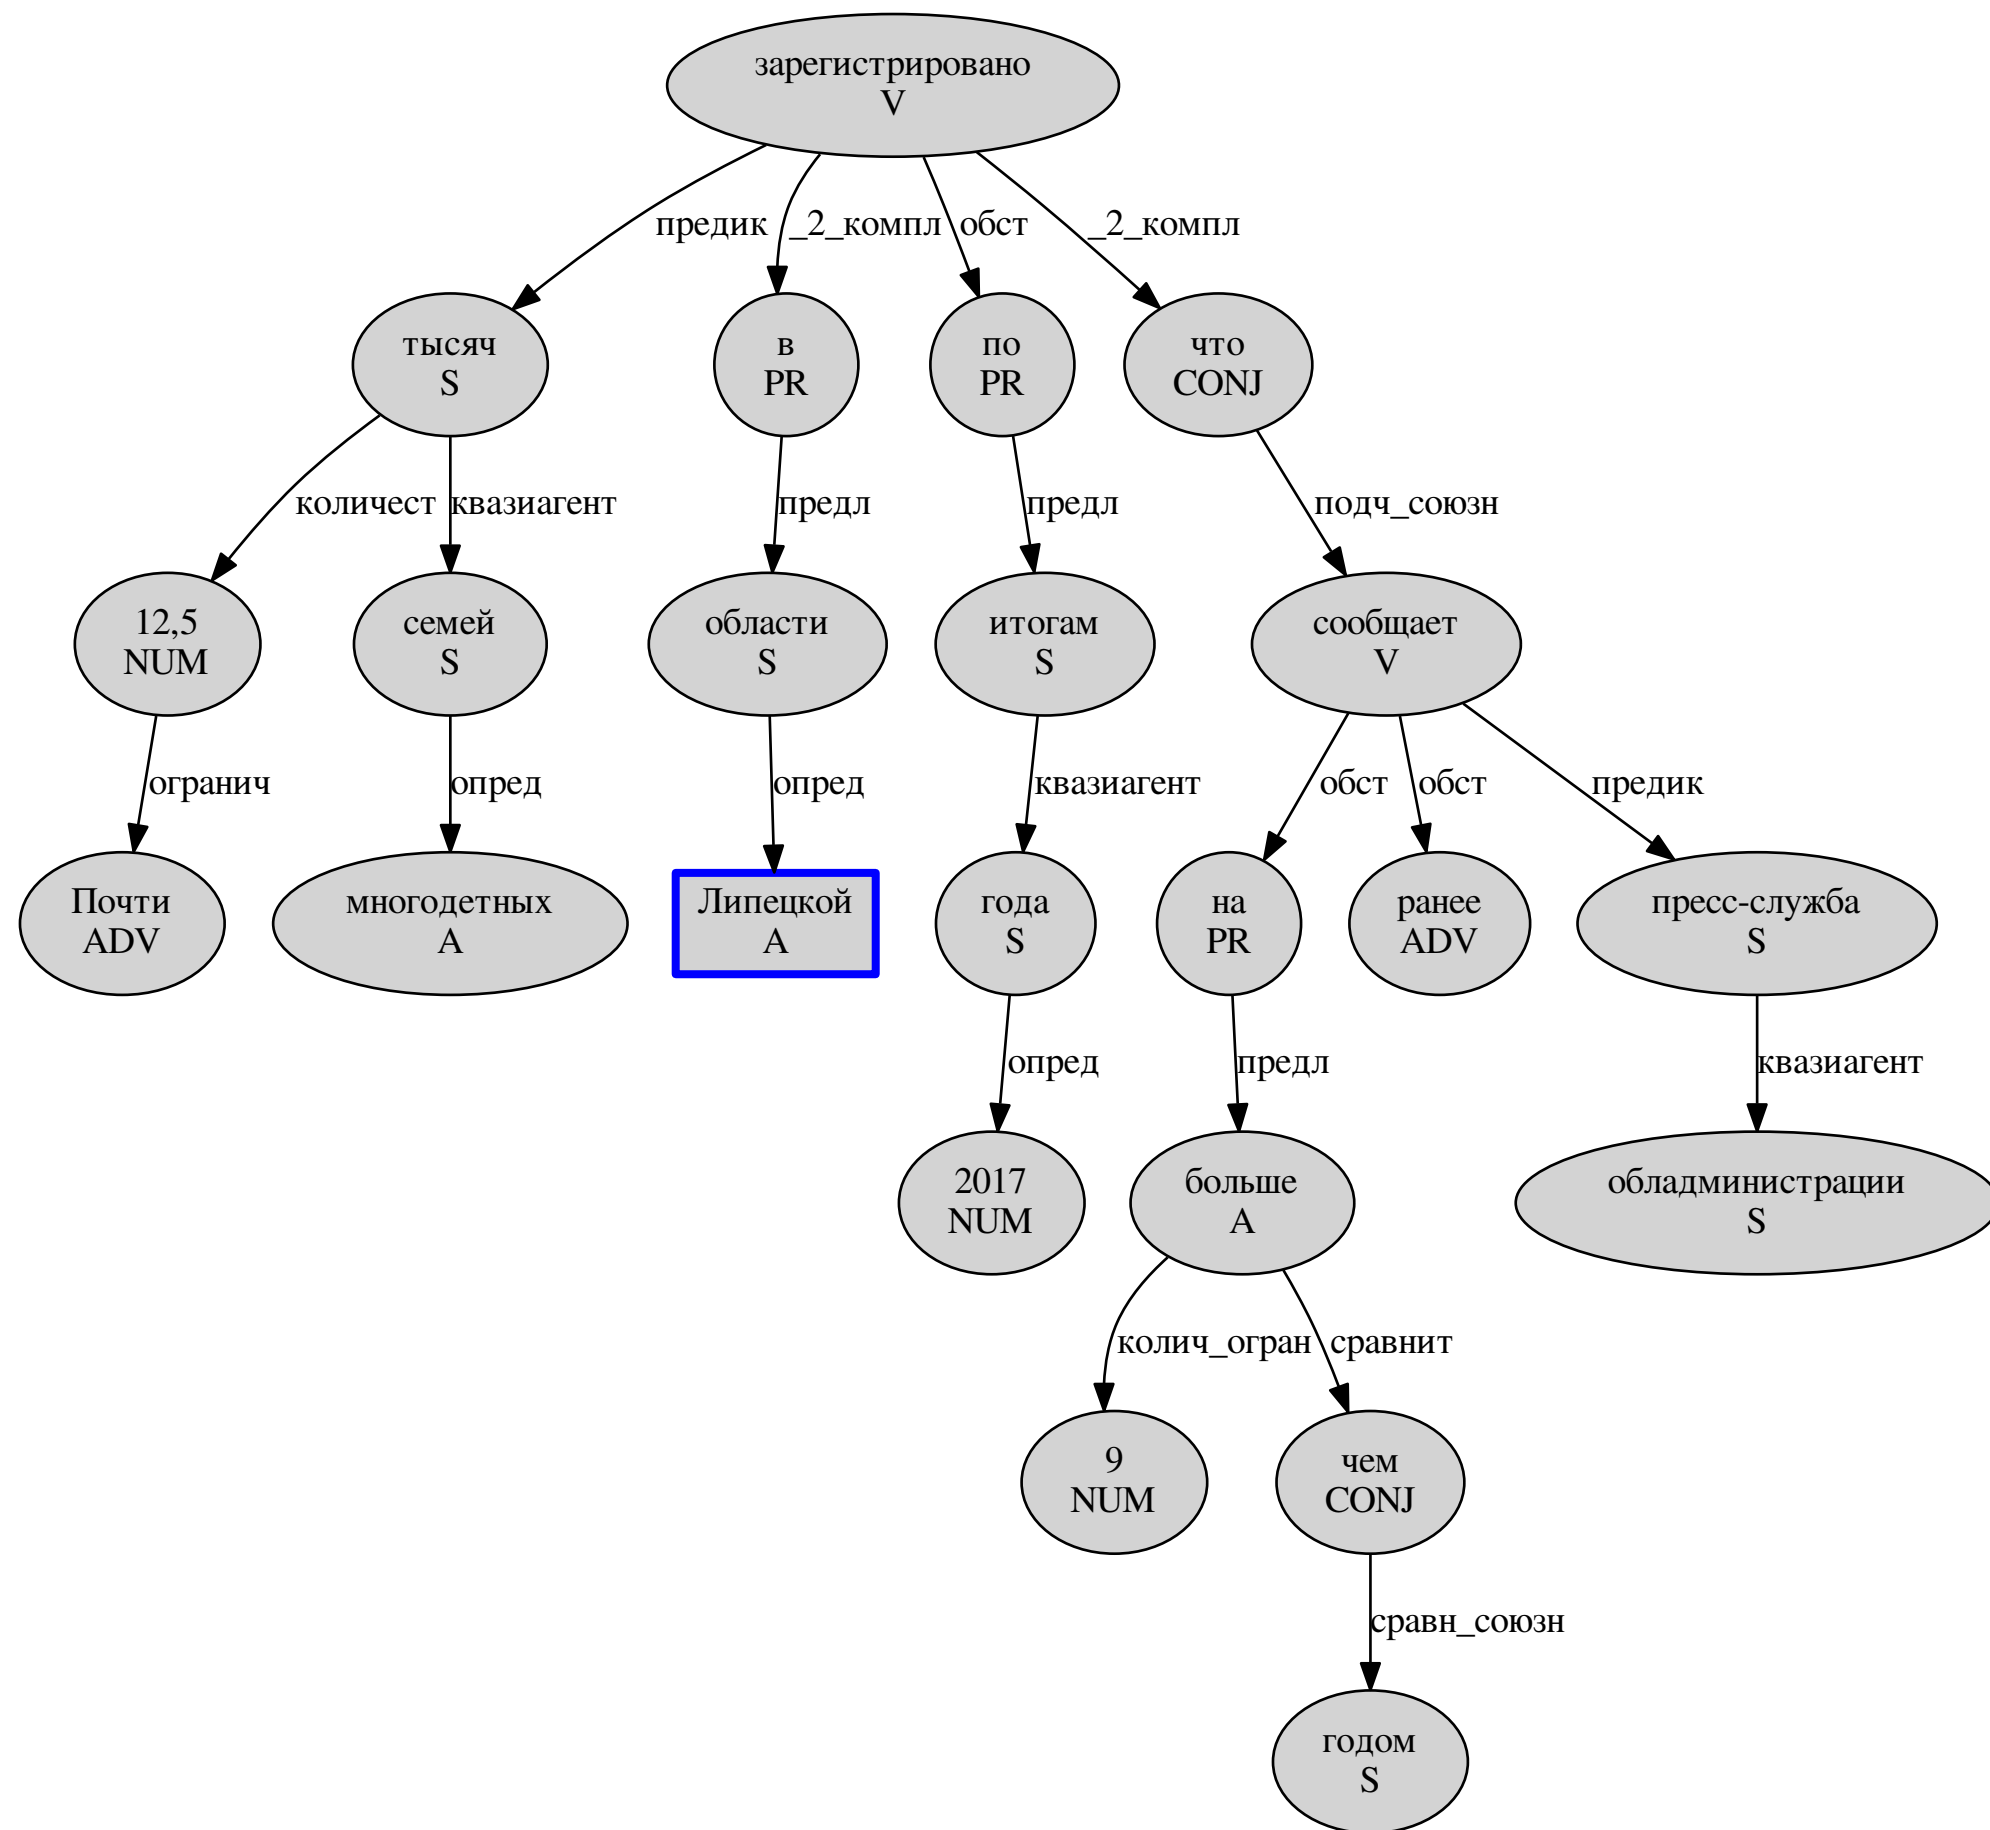 зарегистрировано
V
предик
_2_компл
обст
_2_компл
тысяч
S
в
PR
по
PR
что
CONJ
количест
квазиагент
предл
предл
подч_союзн
12,5
NUM
семей
S
области
S
итогам
S
сообщает
V
огранич
опред
опред
квазиагент
обст
обст
предик
Почти
ADV
многодетных
A
Липецкой
A
года
S
на
PR
ранее
ADV
пресс-служба
S
опред
предл
квазиагент
2017
NUM
больше
A
обладминистрации
S
колич_огран
сравнит
9
NUM
чем
CONJ
сравн_союзн
годом
S